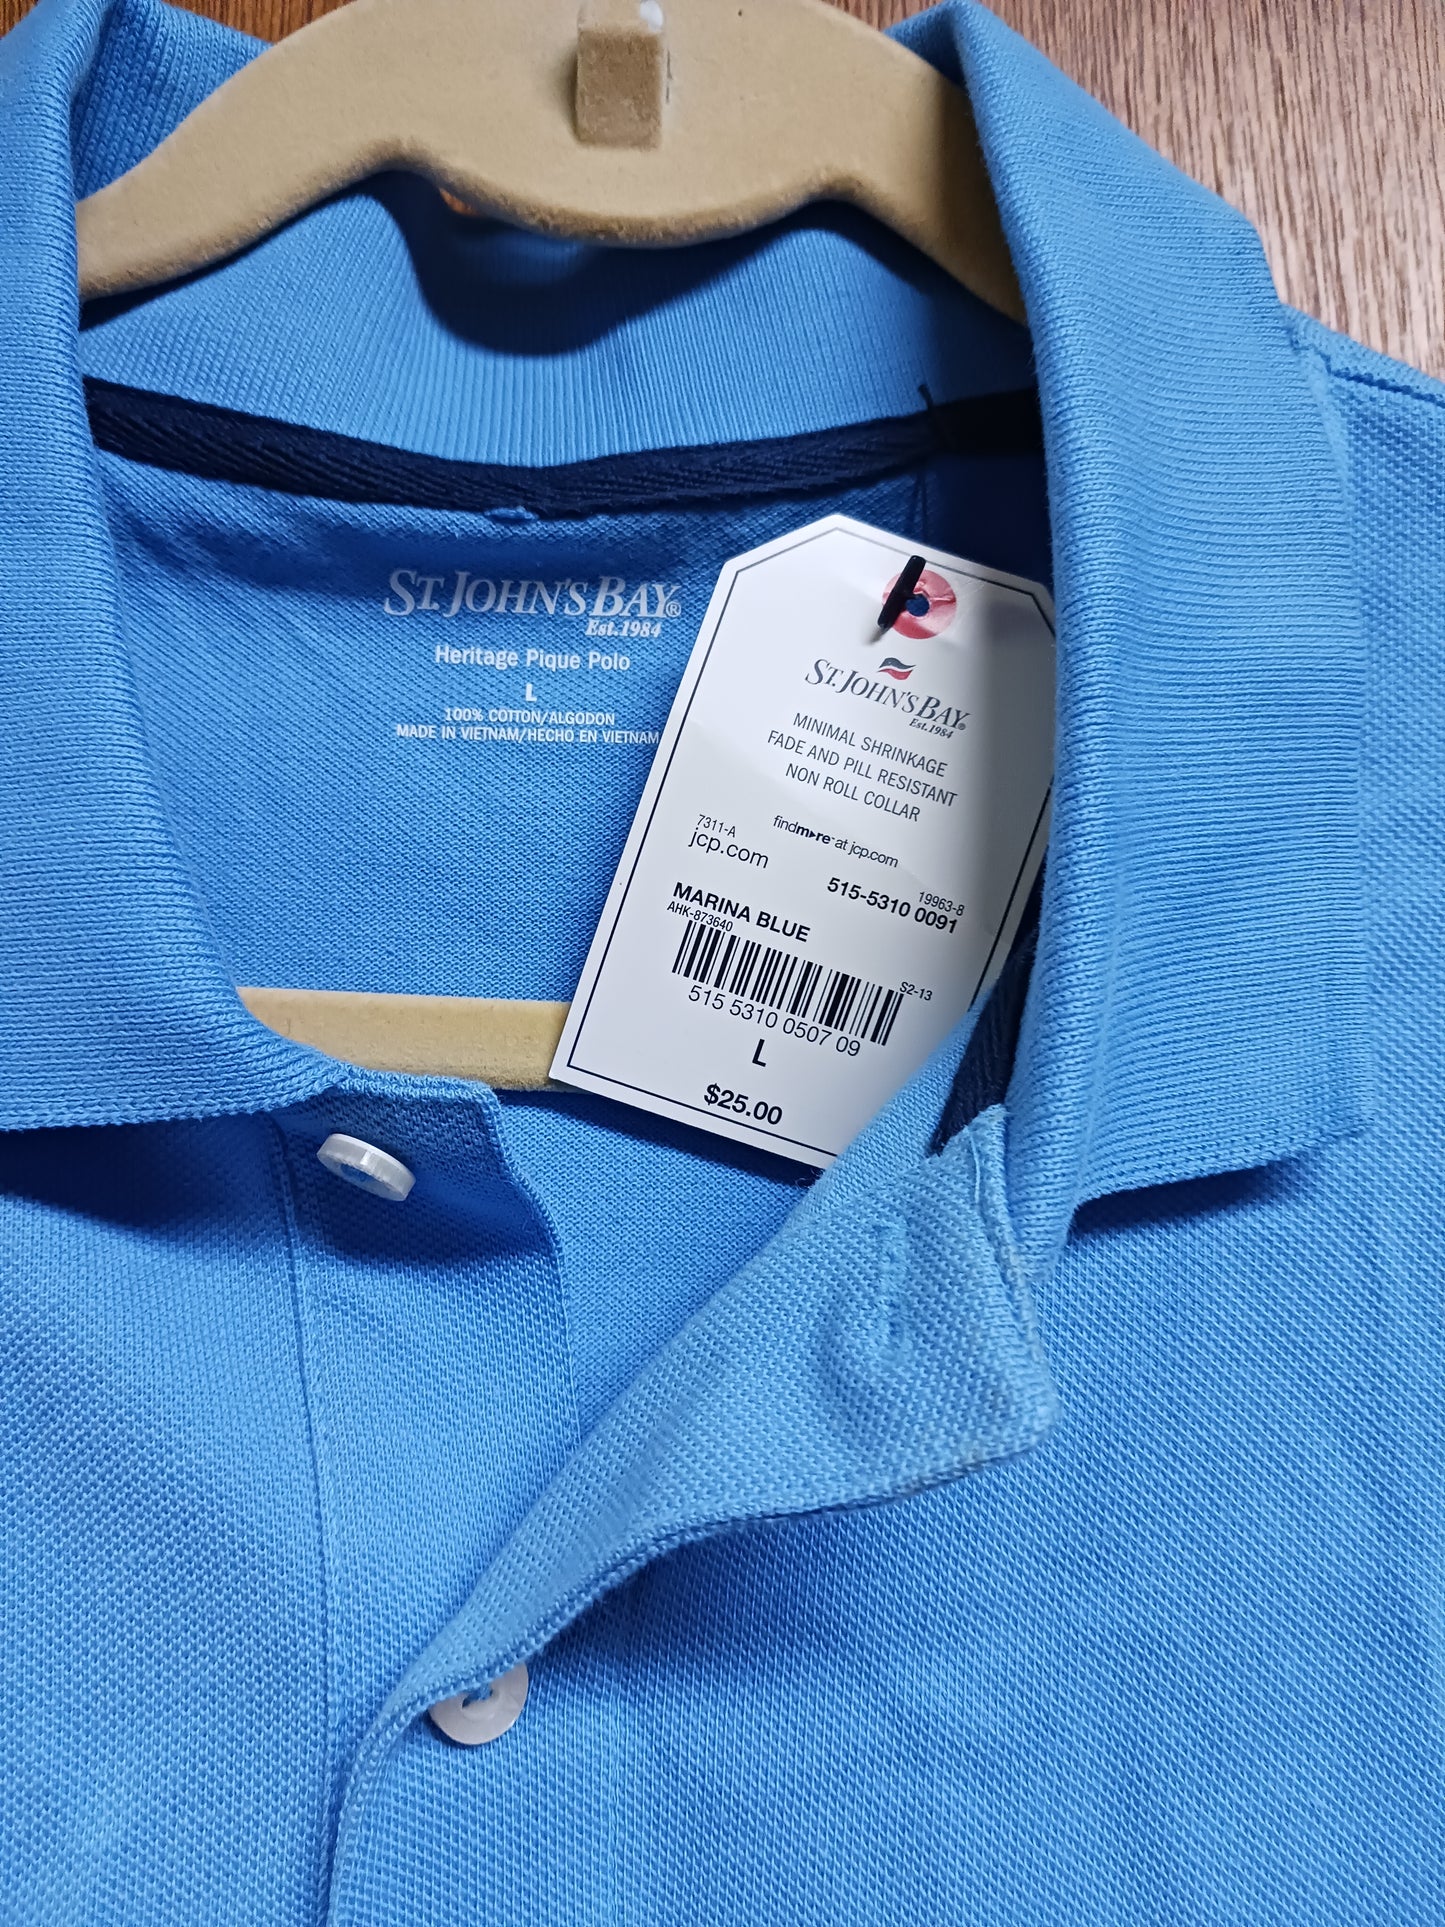 ST. JOHN'S BAY®
Est. 1984
Heritage Pique Polo
L
100% COTTON/ALGODON
MADE IN VIETNAM/HECHO EN VIETNAM
ST. JOHN'S BAY®
Est. 1984
MINIMAL SHRINKAGE
FADE AND PILL RESISTANT
NON ROLL COLLAR
findmore™at jcp.com
7311-A
jcp.com
19963-8
515-5310 0091
MARINA BLUE
AHK-873640
S2-13
515 5310 0507 09
L
$25.00